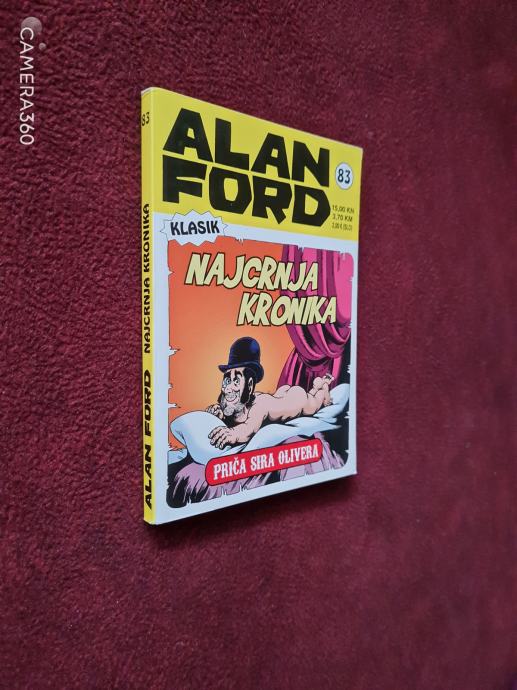 CAMERA360
83
ALAN FORD NAJCRNJA KRONIKA
ALAN
FORD
83
15,00 KN
3,70 KM
KLASIK
NAJCRNJA
KRONIKA
PRIČA SIRA OLIVERA